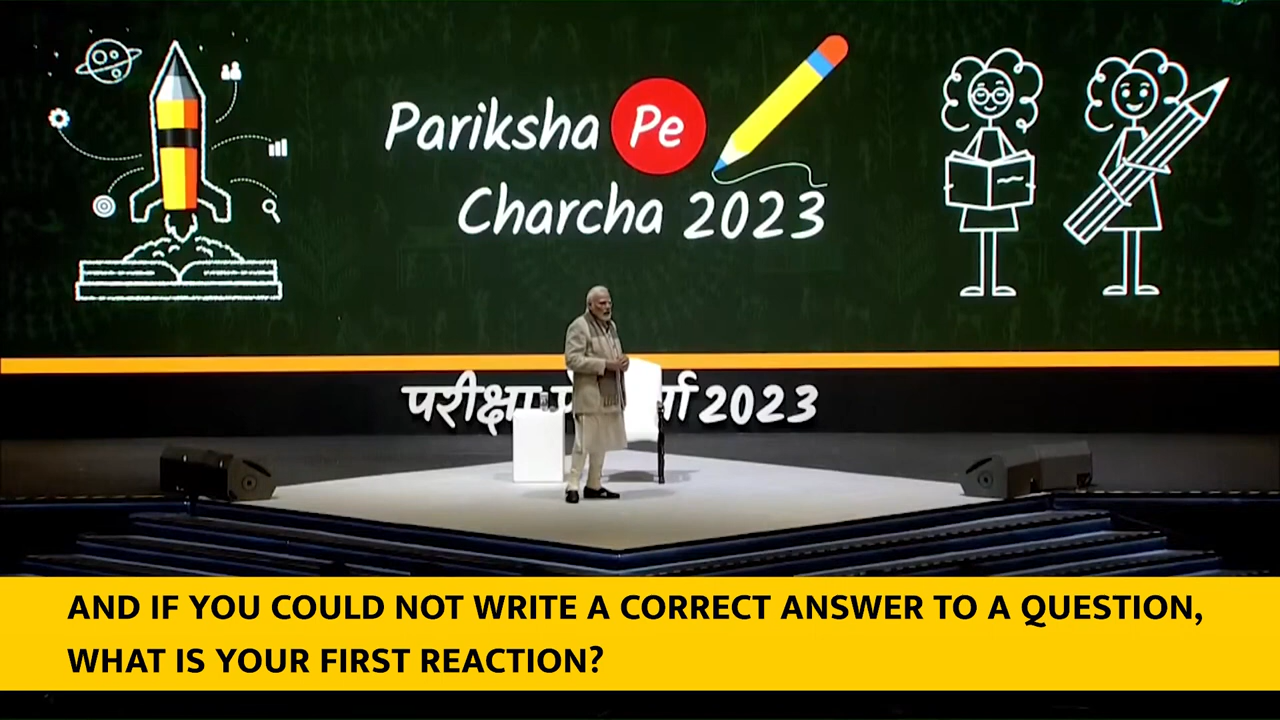 Pariksha Pe
Charcha 2023
परीक्षा 2023
AND IF YOU COULD NOT WRITE A CORRECT ANSWER TO A QUESTION,
WHAT IS YOUR FIRST REACTION?